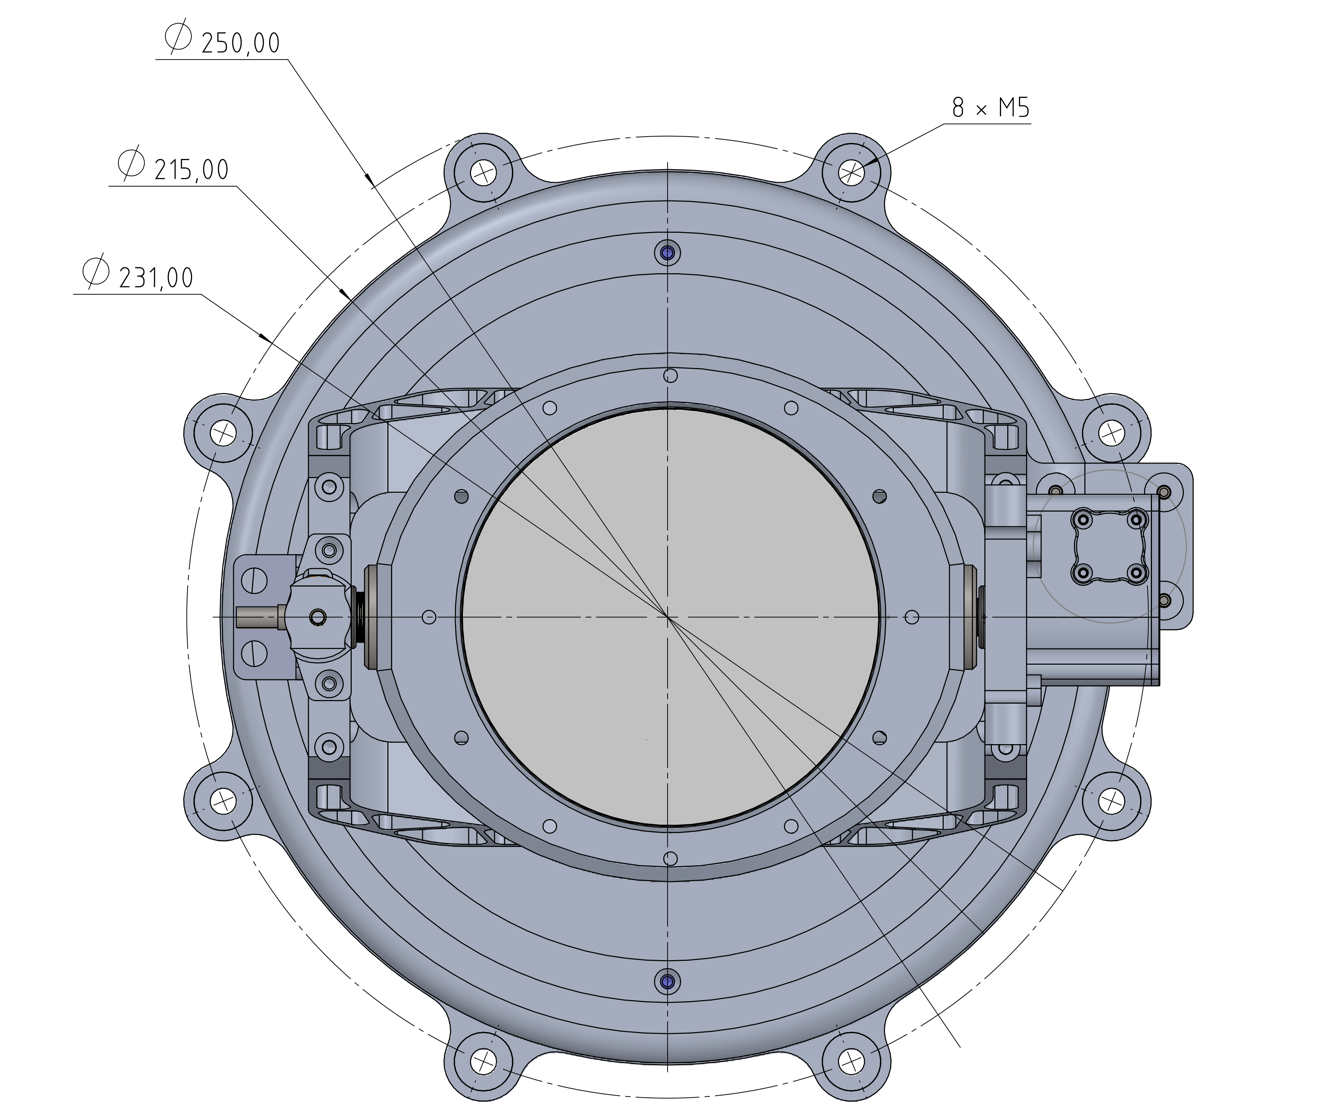 ∅ 250,00
8 × M5
∅ 215,00
∅ 231,00